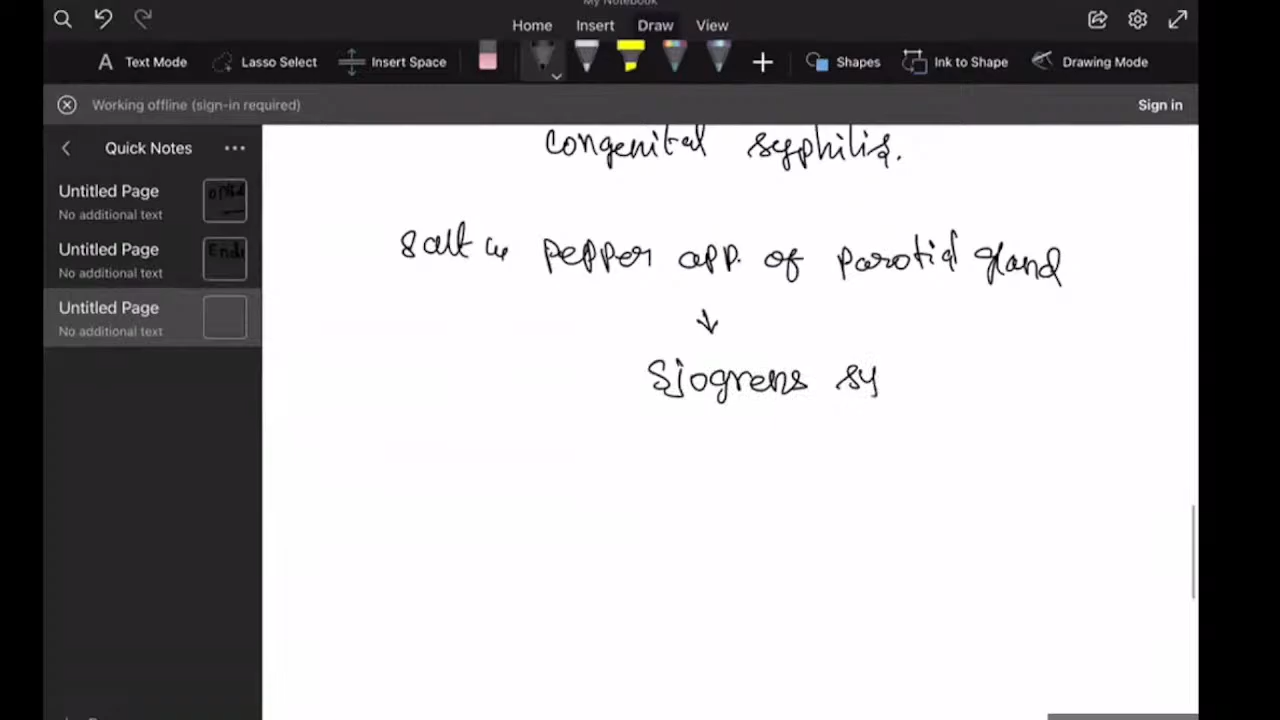 My Notebook
Home Insert Draw View
Text Mode Lasso Select Insert Space Shapes Ink to Shape Drawing Mode
Working offline (sign-in required) Sign in
Quick Notes
Untitled Page
No additional text
Untitled Page
No additional text
Untitled Page
No additional text
congenital syphilis.
salt & pepper app. of parotid gland
↓
Sjogrens sy